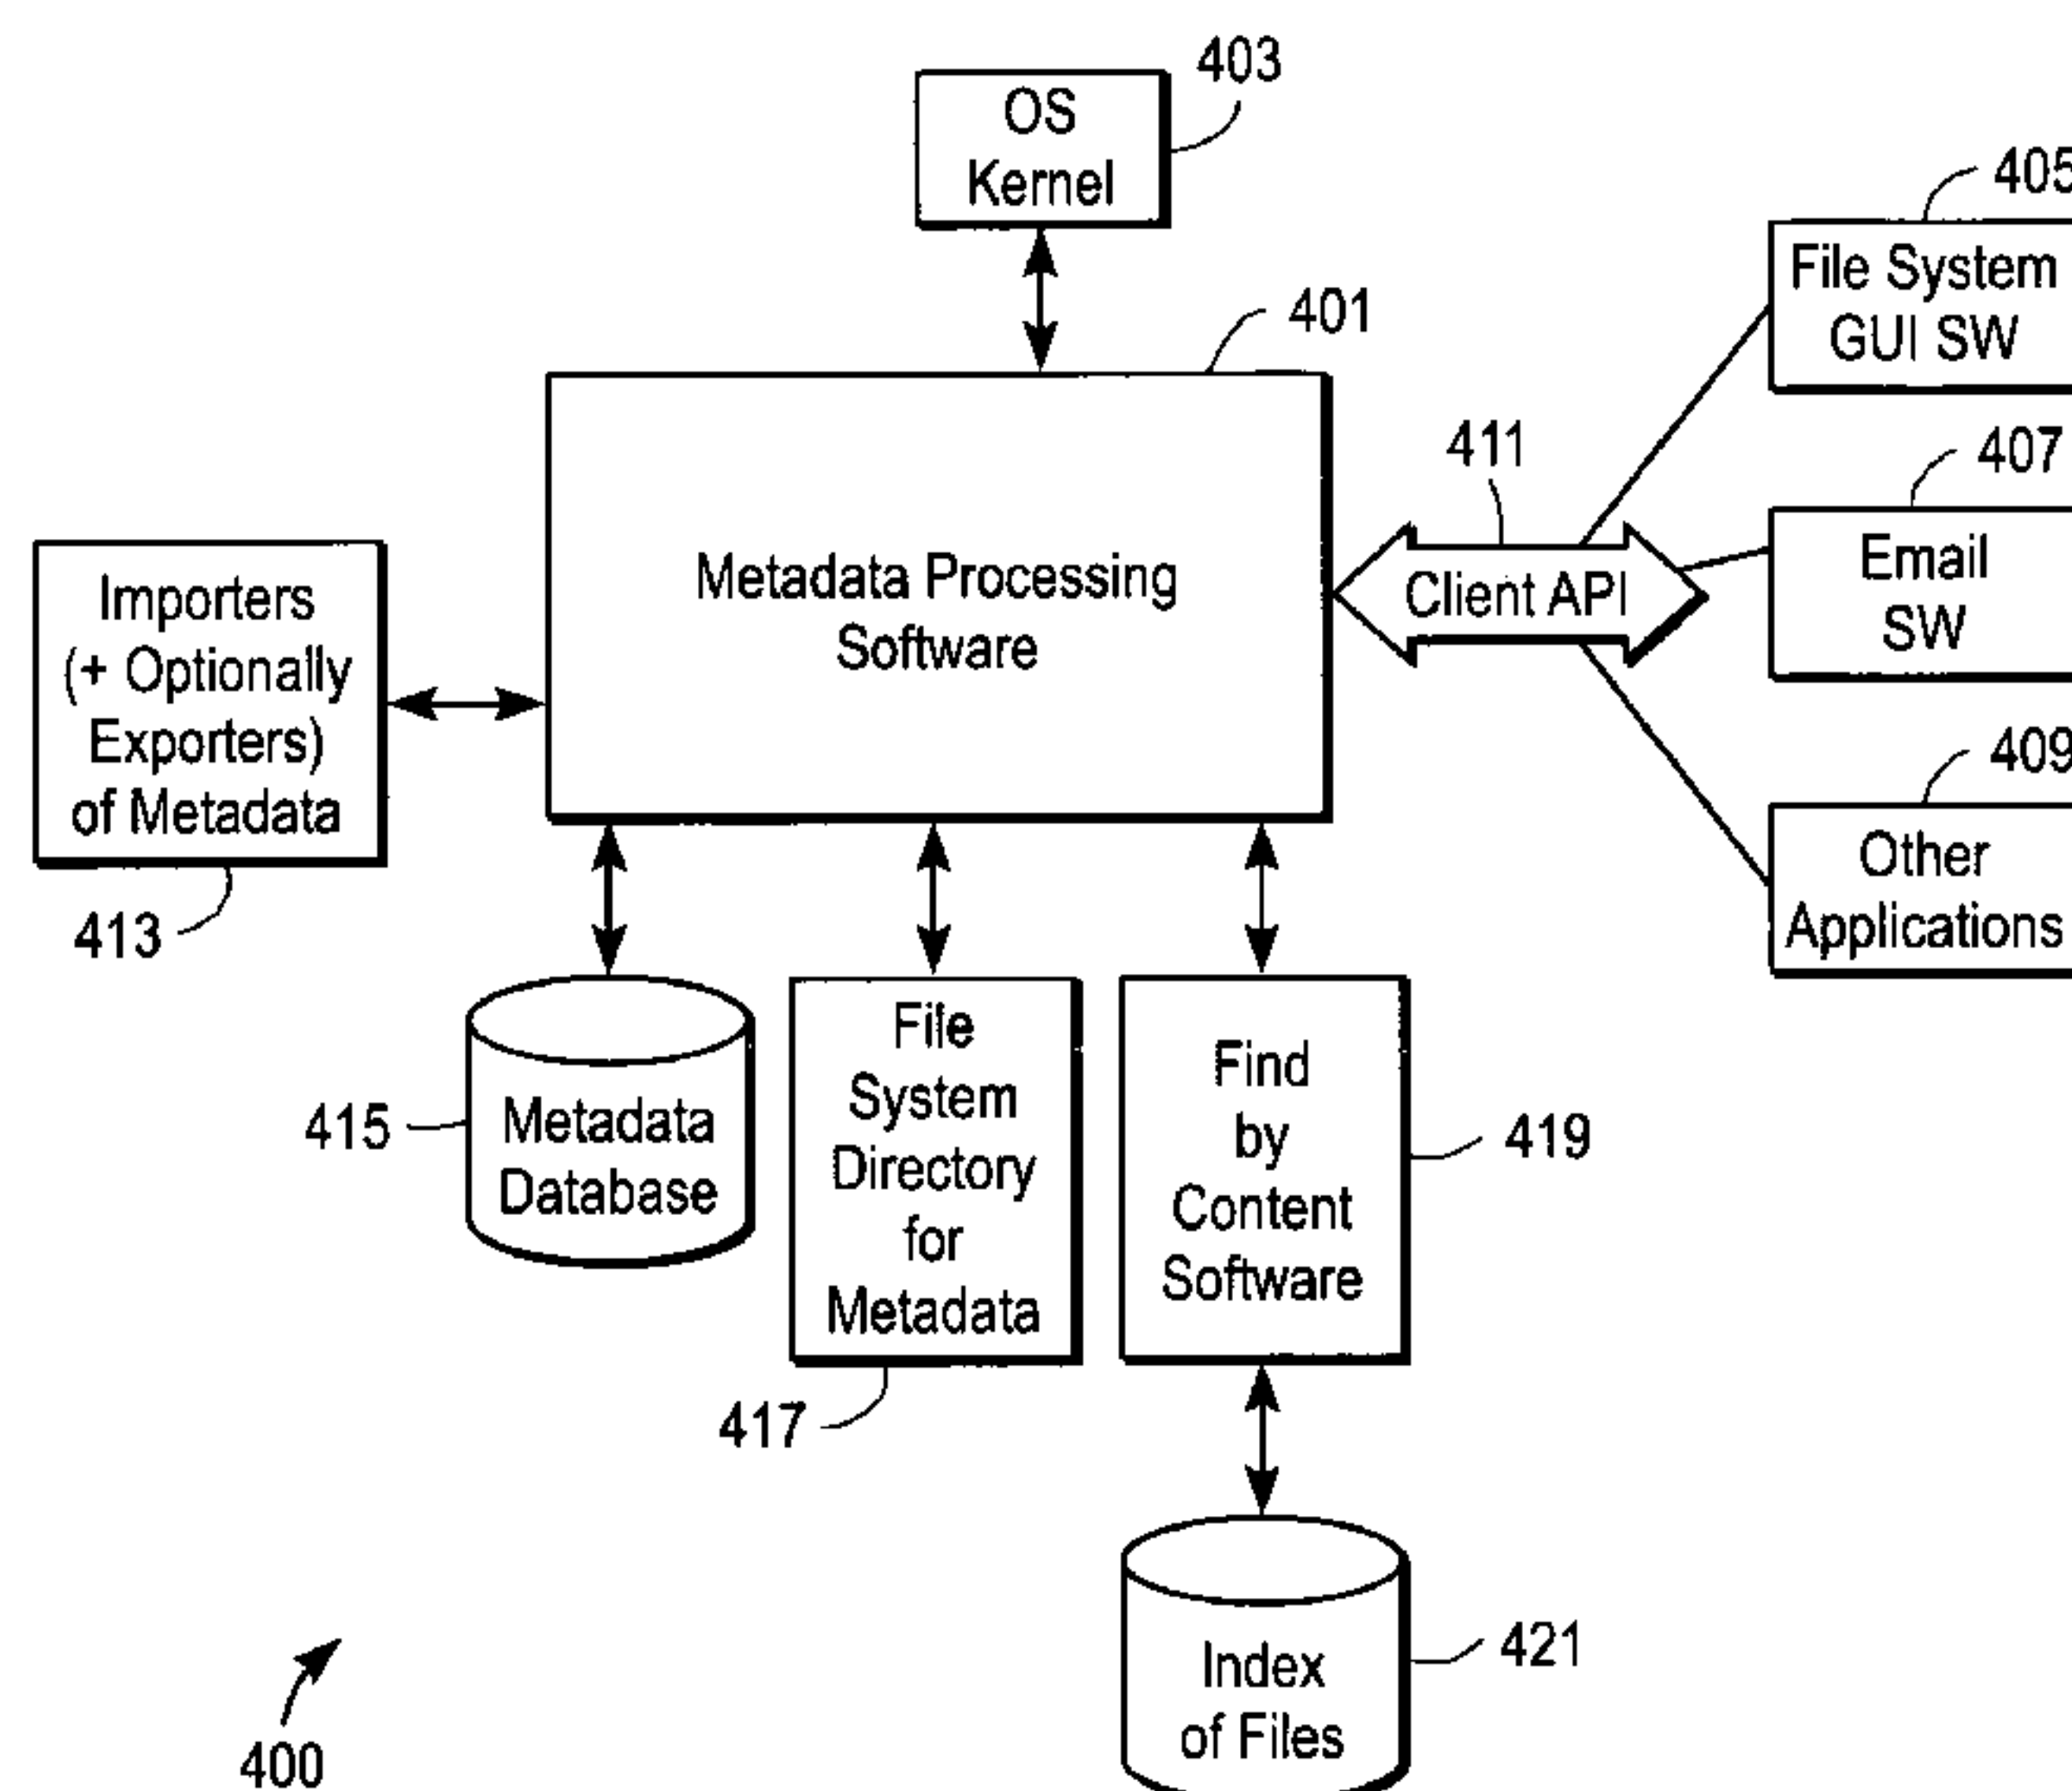 403
OS
Kernel
405
File System
GUI SW
401
411
407
Email
SW
Client API
Metadata Processing
Software
Importers
(+ Optionally
Exporters)
of Metadata
413
409
Other
Applications
415
Metadata
Database
File
System
Directory
for
Metadata
417
Find
by
Content
Software
419
Index
of Files
421
400